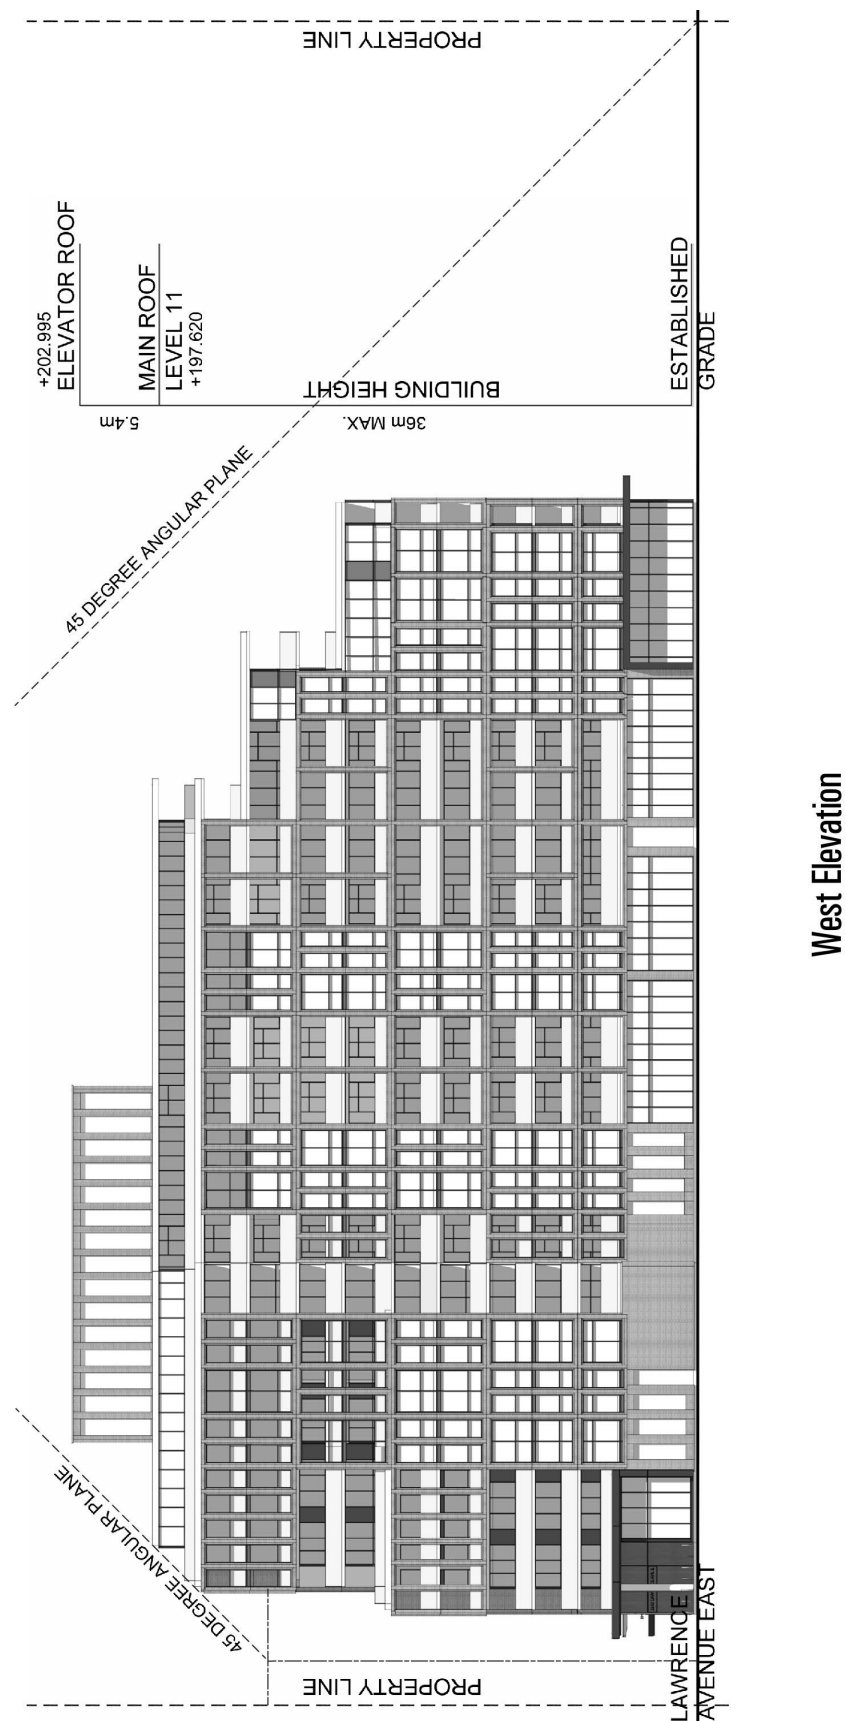 PROPERTY LINE
+202.995
ELEVATOR ROOF
MAIN ROOF
LEVEL 11
+197.620
5.4m
BUILDING HEIGHT
36m MAX.
ESTABLISHED
GRADE
45 DEGREE ANGULAR PLANE
45 DEGREE ANGULAR PLANE
PROPERTY LINE
LAWRENCE
AVENUE EAST
West Elevation